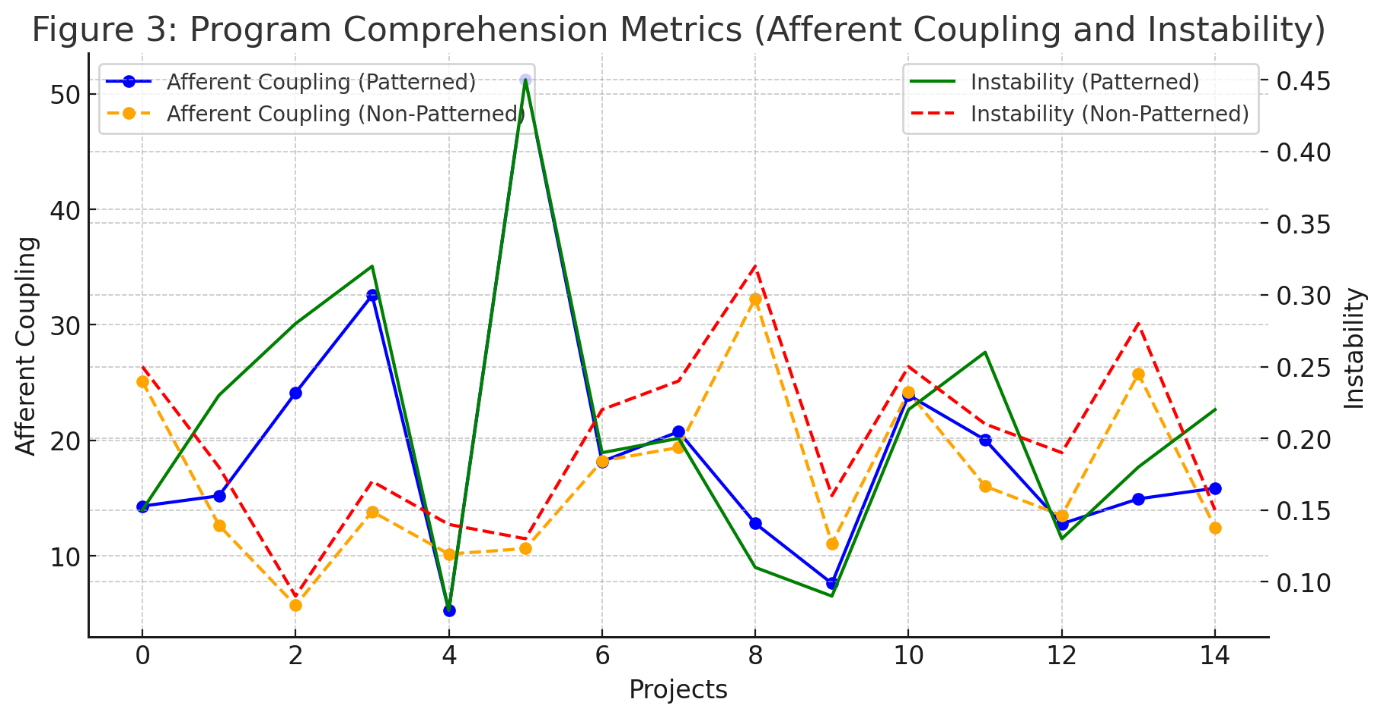 Figure 3: Program Comprehension Metrics (Afferent Coupling and Instability)
Afferent Coupling (Patterned)
Afferent Coupling (Non-Patterned)
Instability (Patterned)
Instability (Non-Patterned)
Afferent Coupling
50
40
30
20
10
0.45
0.40
0.35
0.30
0.25
0.20
0.15
0.10
Instability
0 2 4 6 8 10 12 14
Projects